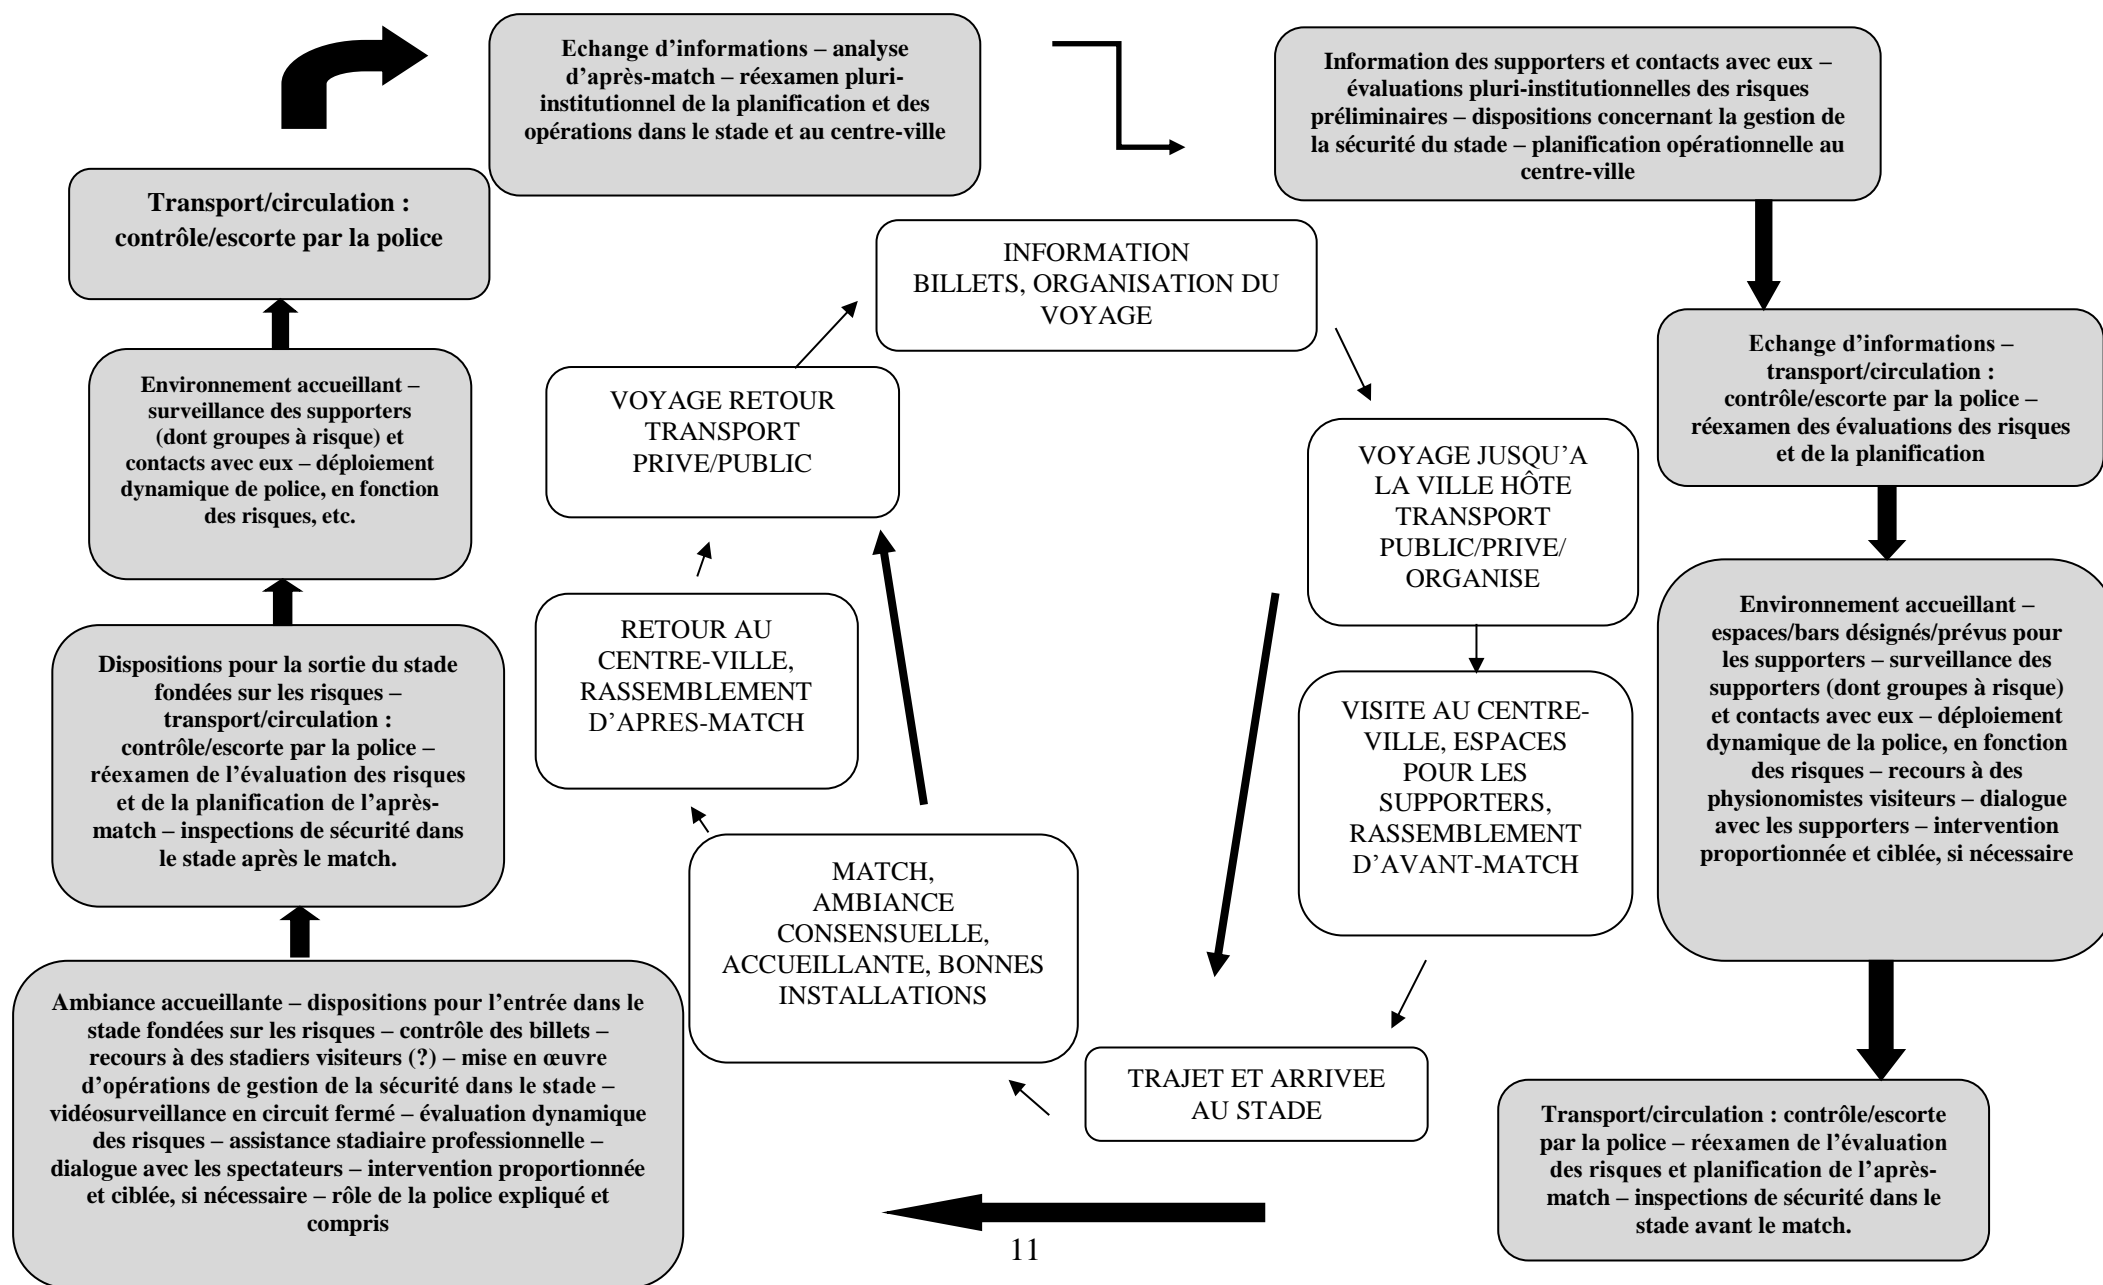 Echange d’informations – analyse
d’après-match – réexamen pluri-
institutionnel de la planification et des
opérations dans le stade et au centre-ville
Information des supporters et contacts avec eux –
évaluations pluri-institutionnelles des risques
préliminaires – dispositions concernant la gestion de
la sécurité du stade – planification opérationnelle au
centre-ville
Transport/circulation :
contrôle/escorte par la police
INFORMATION
BILLETS, ORGANISATION DU
VOYAGE
Echange d’informations –
transport/circulation :
contrôle/escorte par la police –
réexamen des évaluations des risques
et de la planification
Environnement accueillant –
surveillance des supporters
(dont groupes à risque) et
contacts avec eux – déploiement
dynamique de police, en fonction
des risques, etc.
VOYAGE RETOUR
TRANSPORT
PRIVE/PUBLIC
VOYAGE JUSQU’A
LA VILLE HÔTE
TRANSPORT
PUBLIC/PRIVE/
ORGANISE
Environnement accueillant –
espaces/bars désignés/prévus pour
les supporters – surveillance des
supporters (dont groupes à risque)
et contacts avec eux – déploiement
dynamique de la police, en fonction
des risques – recours à des
physionomistes visiteurs – dialogue
avec les supporters – intervention
proportionnée et ciblée, si nécessaire
Dispositions pour la sortie du stade
fondées sur les risques –
transport/circulation :
contrôle/escorte par la police –
réexamen de l’évaluation des risques
et de la planification de l’après-
match – inspections de sécurité dans
le stade après le match.
RETOUR AU
CENTRE-VILLE,
RASSEMBLEMENT
D’APRES-MATCH
VISITE AU CENTRE-
VILLE, ESPACES
POUR LES
SUPPORTERS,
RASSEMBLEMENT
D’AVANT-MATCH
MATCH,
AMBIANCE
CONSENSUELLE,
ACCUEILLANTE, BONNES
INSTALLATIONS
Ambiance accueillante – dispositions pour l’entrée dans le
stade fondées sur les risques – contrôle des billets –
recours à des stadiers visiteurs (?) – mise en œuvre
d’opérations de gestion de la sécurité dans le stade –
vidéosurveillance en circuit fermé – évaluation dynamique
des risques – assistance stadiaire professionnelle –
dialogue avec les spectateurs – intervention proportionnée
et ciblée, si nécessaire – rôle de la police expliqué et
compris
TRAJET ET ARRIVEE
AU STADE
Transport/circulation : contrôle/escorte
par la police – réexamen de l’évaluation
des risques et planification de l’après-
match – inspections de sécurité dans le
stade avant le match.
11